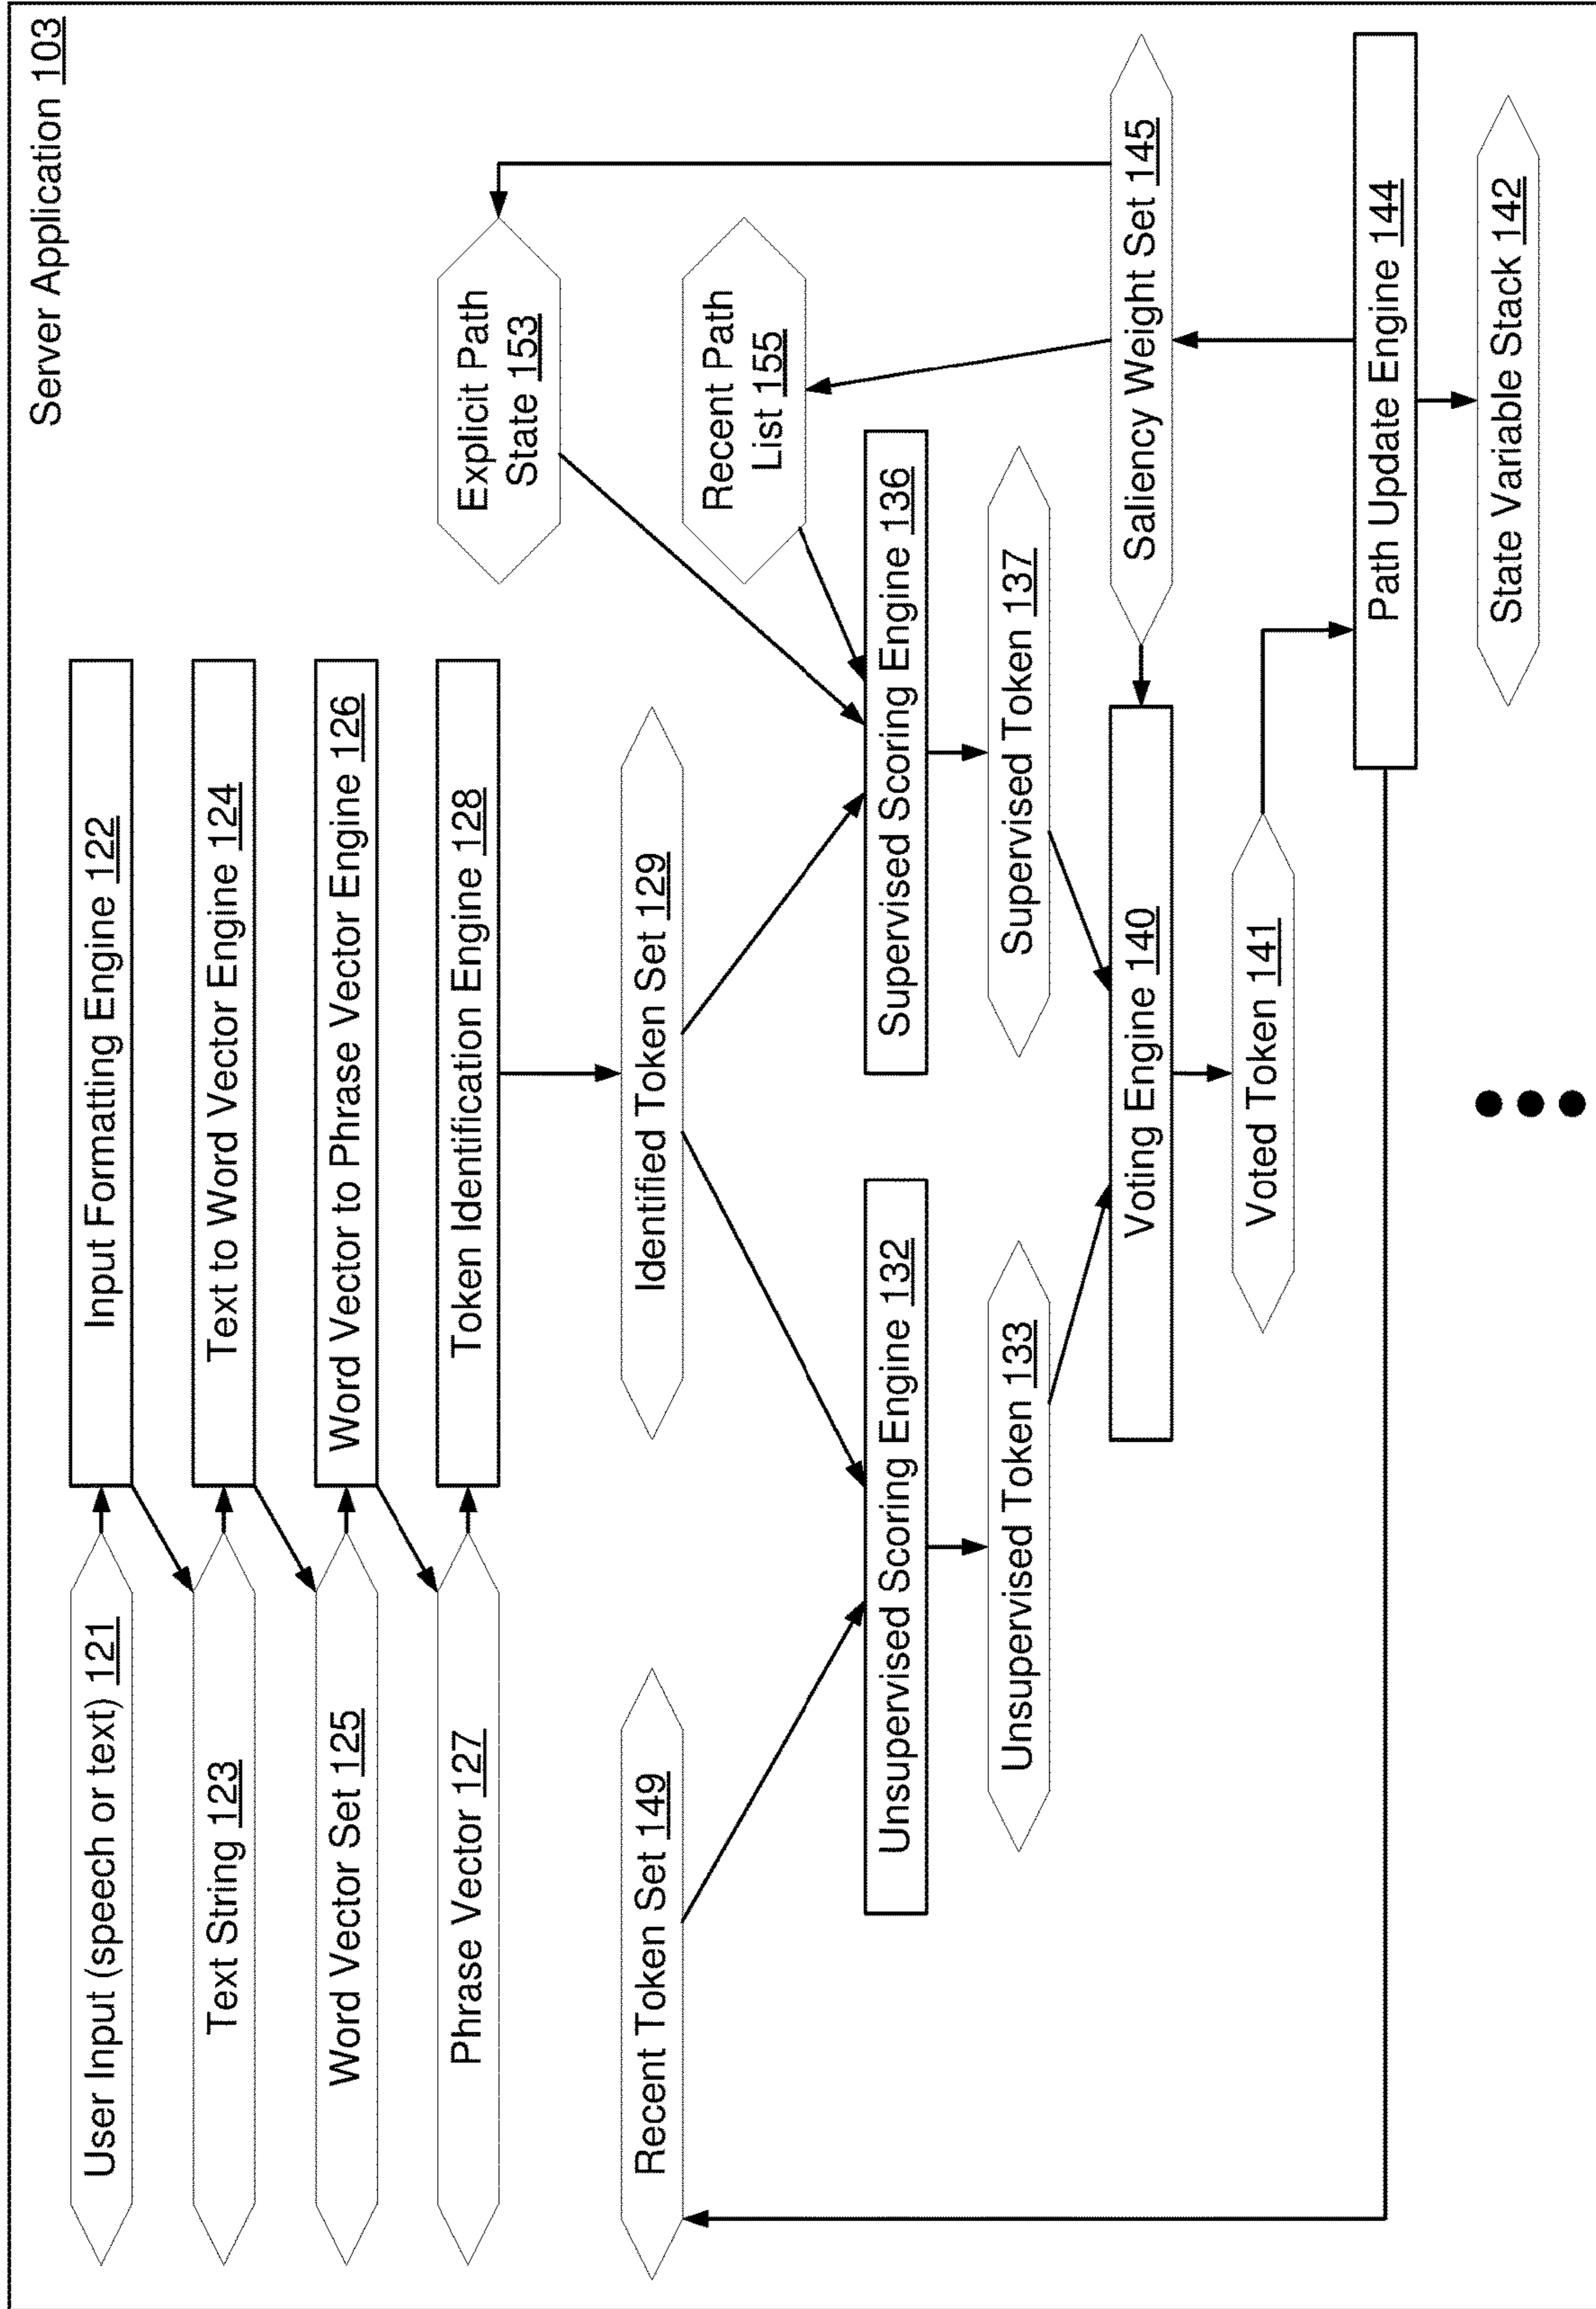 Server Application 103
User Input (speech or text) 121
Input Formatting Engine 122
Text String 123
Text to Word Vector Engine 124
Word Vector Set 125
Word Vector to Phrase Vector Engine 126
Phrase Vector 127
Token Identification Engine 128
Explicit Path
State 153
Recent Token Set 149
Identified Token Set 129
Recent Path
List 155
Unsupervised Scoring Engine 132
Supervised Scoring Engine 136
Unsupervised Token 133
Supervised Token 137
Voting Engine 140
Saliency Weight Set 145
Voted Token 141
Path Update Engine 144
State Variable Stack 142